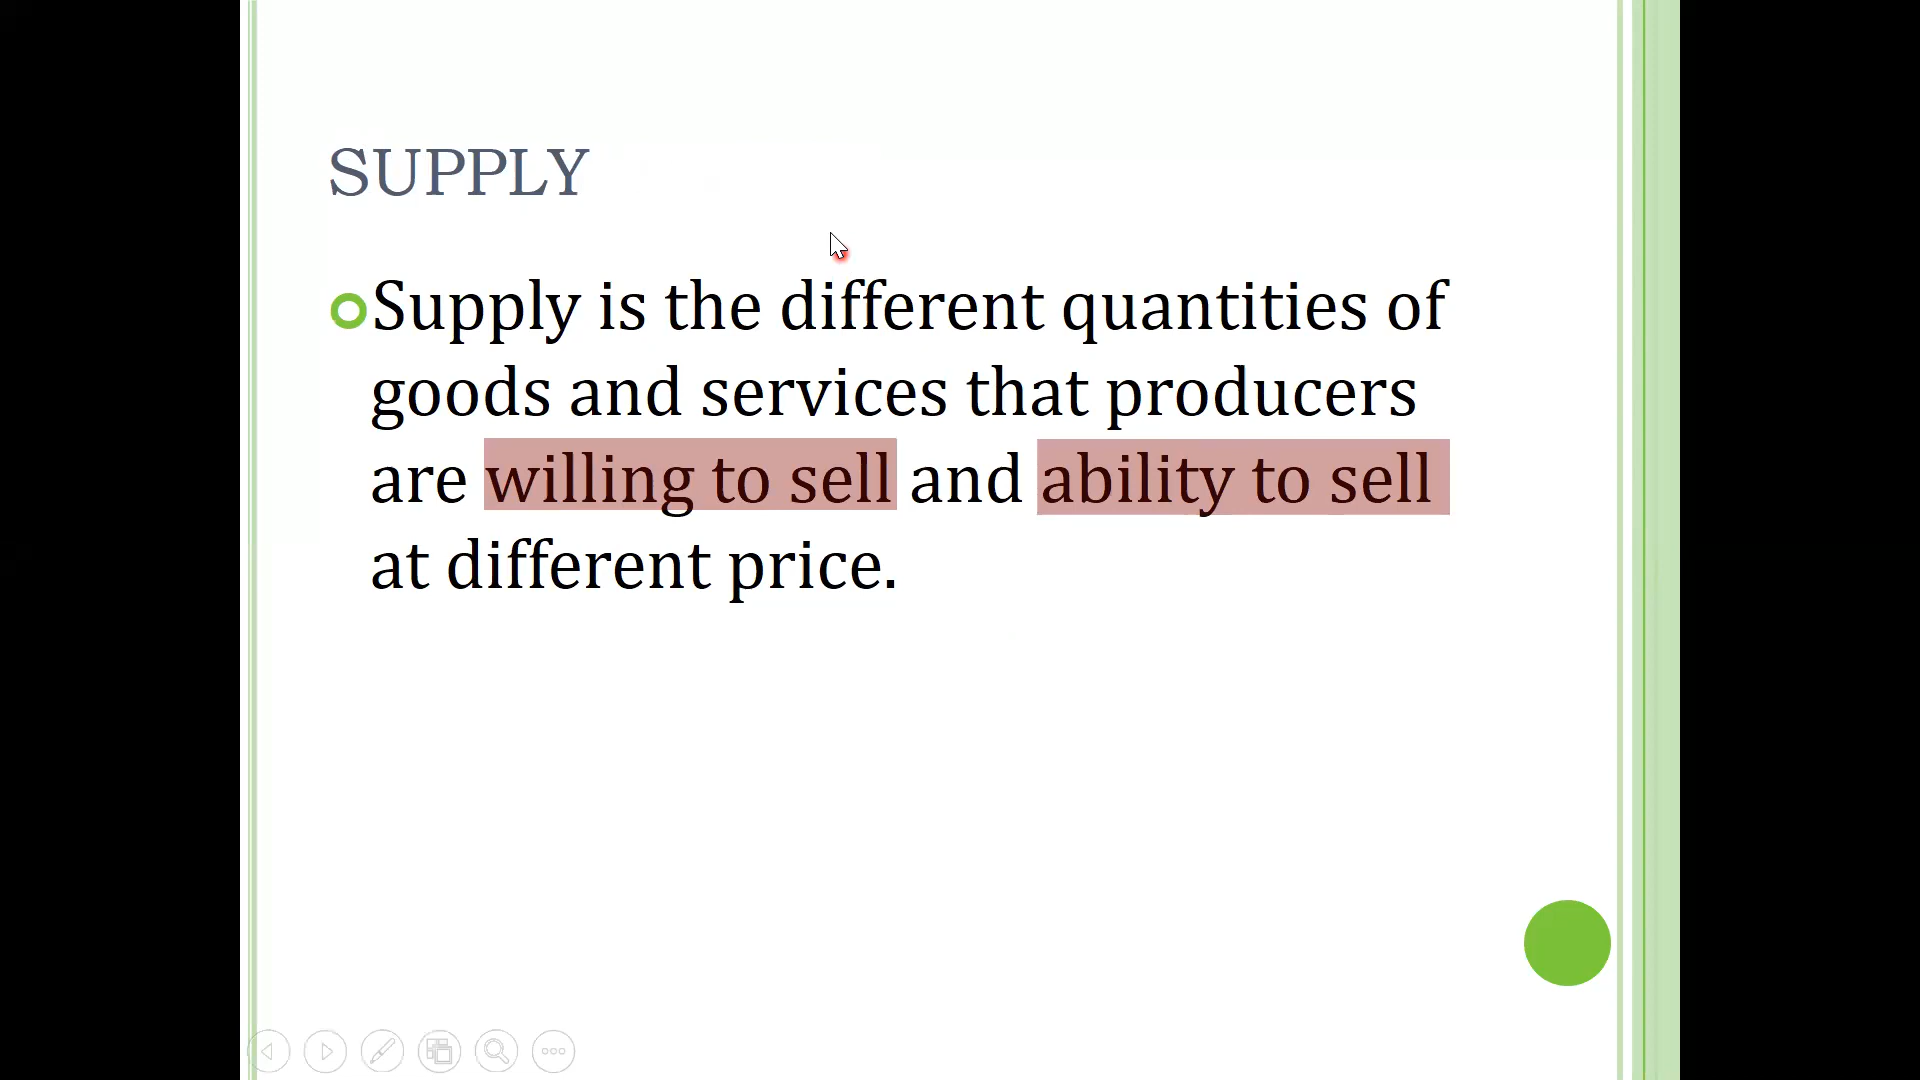 SUPPLY
Supply is the different quantities of
goods and services that producers
are willing to sell and ability to sell
at different price.